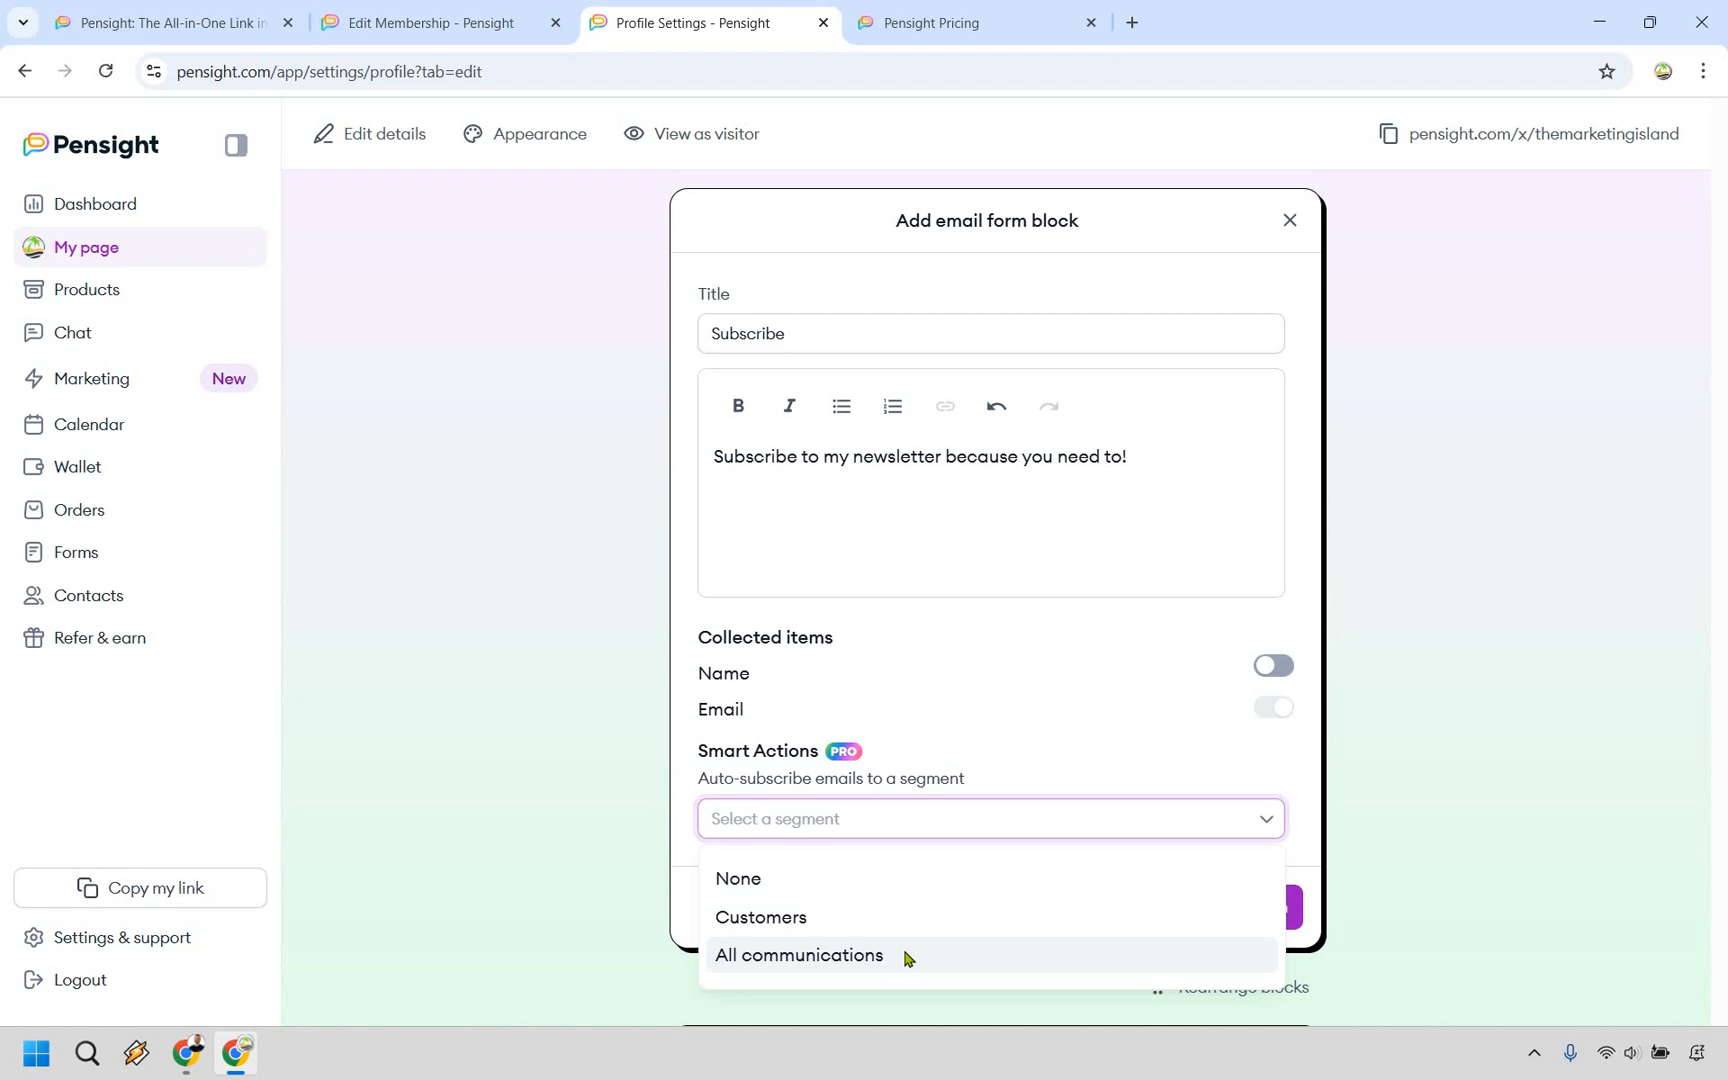 Pensight: The All-in-One Link in
Edit Membership - Pensight
Profile Settings - Pensight
Pensight Pricing
pensight.com/app/settings/profile?tab=edit
Pensight
Edit details
Appearance
View as visitor
pensight.com/x/themarketingisland
Dashboard
My page
Products
Chat
Marketing
New
Calendar
Wallet
Orders
Forms
Contacts
Refer & earn
Copy my link
Settings & support
Logout
Add email form block
Title
Subscribe
Subscribe to my newsletter because you need to!
Collected items
Name
Email
Smart Actions PRO
Auto-subscribe emails to a segment
Select a segment
None
Customers
All communications
Rearrange blocks